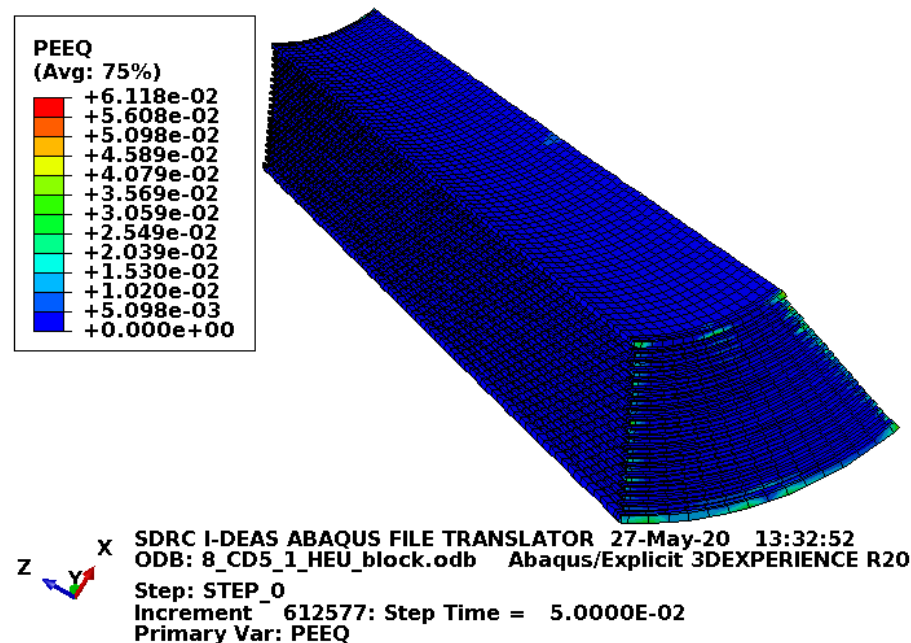 PEEQ
(Avg: 75%)
+6.118e-02
+5.608e-02
+5.098e-02
+4.589e-02
+4.079e-02
+3.569e-02
+3.059e-02
+2.549e-02
+2.039e-02
+1.530e-02
+1.020e-02
+5.098e-03
+0.000e+00
Z
Y
X
SDRC I-DEAS ABAQUS FILE TRANSLATOR 27-May-20 13:32:52
ODB: 8_CD5_1_HEU_block.odb Abaqus/Explicit 3DEXPERIENCE R20
Step: STEP_0
Increment 612577: Step Time = 5.0000E-02
Primary Var: PEEQ